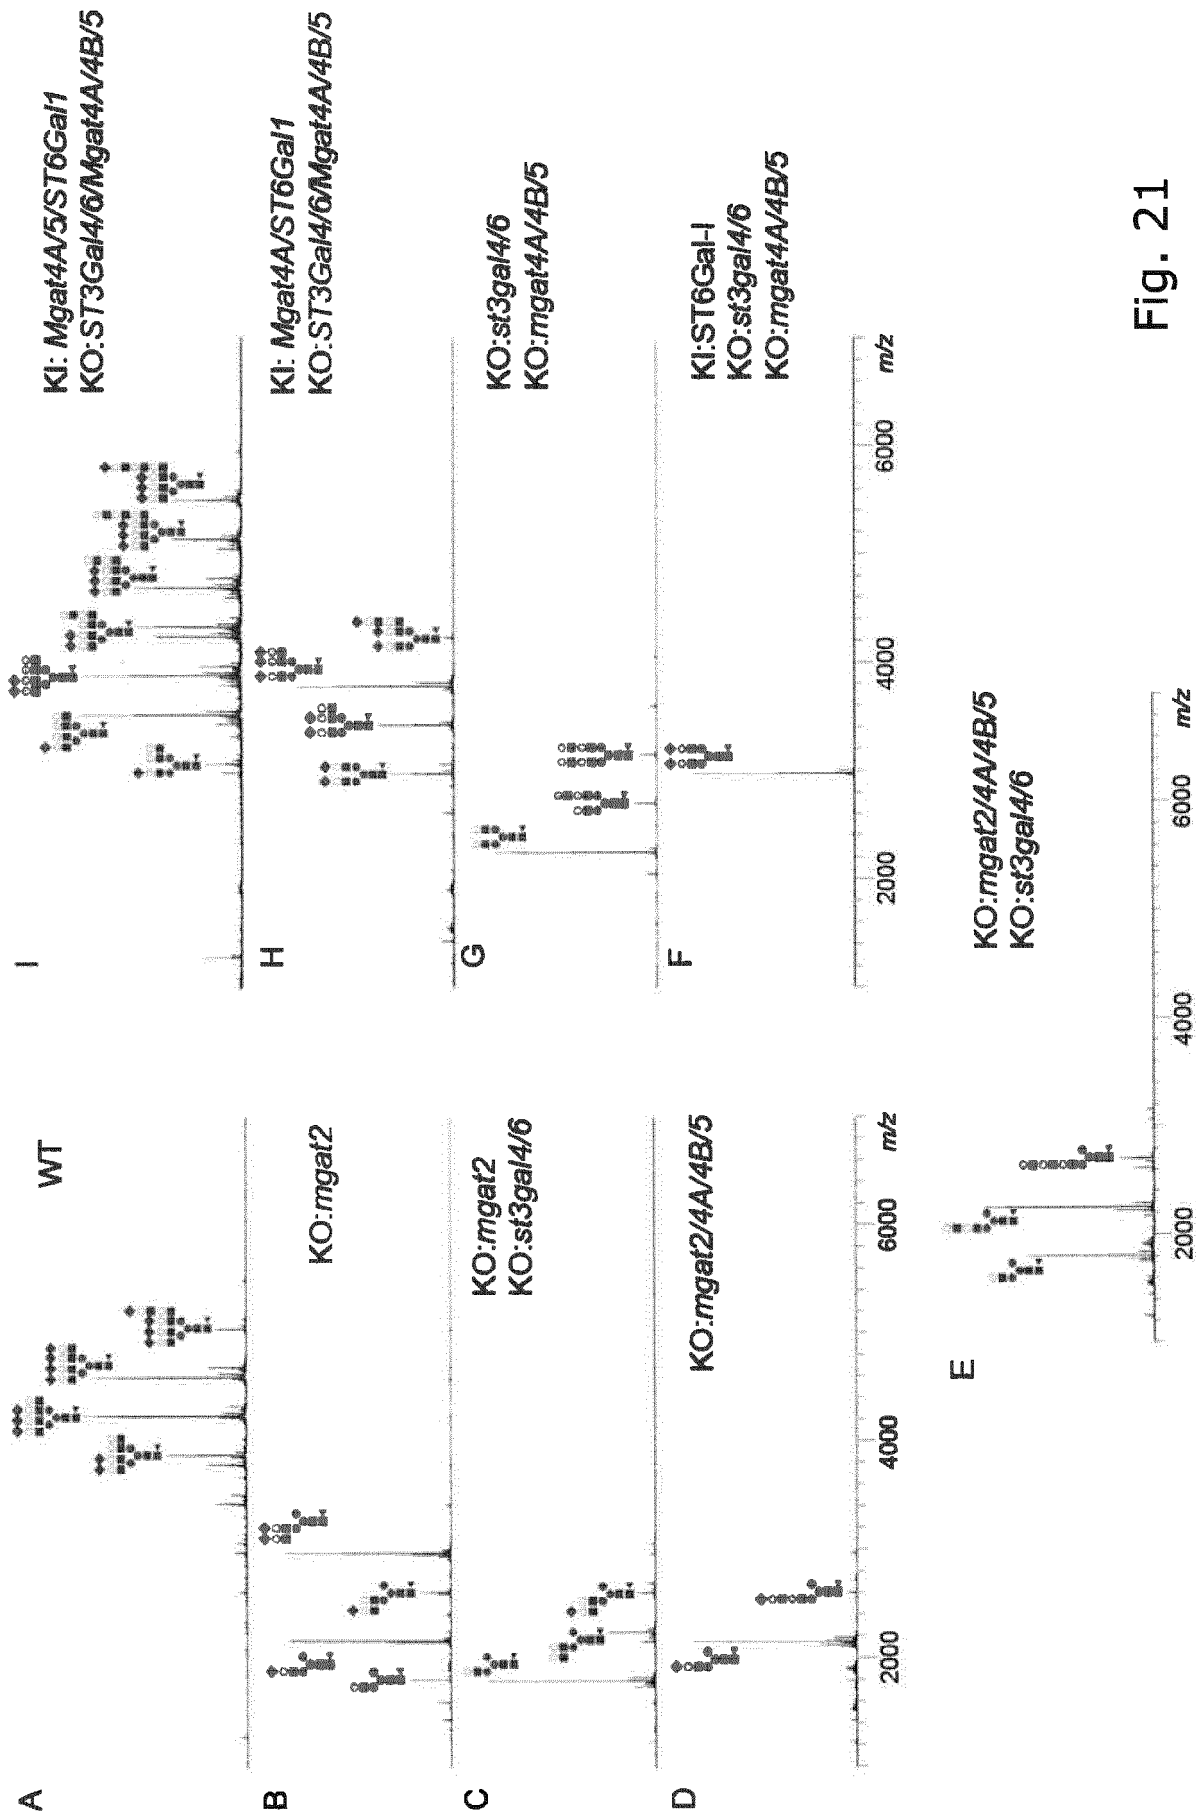 A
WT
B
KO:mgat2
C
KO:mgat2
KO:st3gal4/6
D
KO:mgat2/4A/4B/5
2000
4000
6000
m/z
E
KO:mgat2/4A/4B/5
KO:st3gal4/6
2000
4000
6000
m/z
I
KI: Mgat4A/5/ST6Gal1
KO:ST3Gal4/6/Mgat4A/4B/5
H
KI: Mgat4A/ST6Gal1
KO:ST3Gal4/6/Mgat4A/4B/5
G
KO:st3gal4/6
KO:mgat4A/4B/5
F
KI:ST6Gal-I
KO:st3gal4/6
KO:mgat4A/4B/5
2000
4000
6000
m/z
Fig. 21